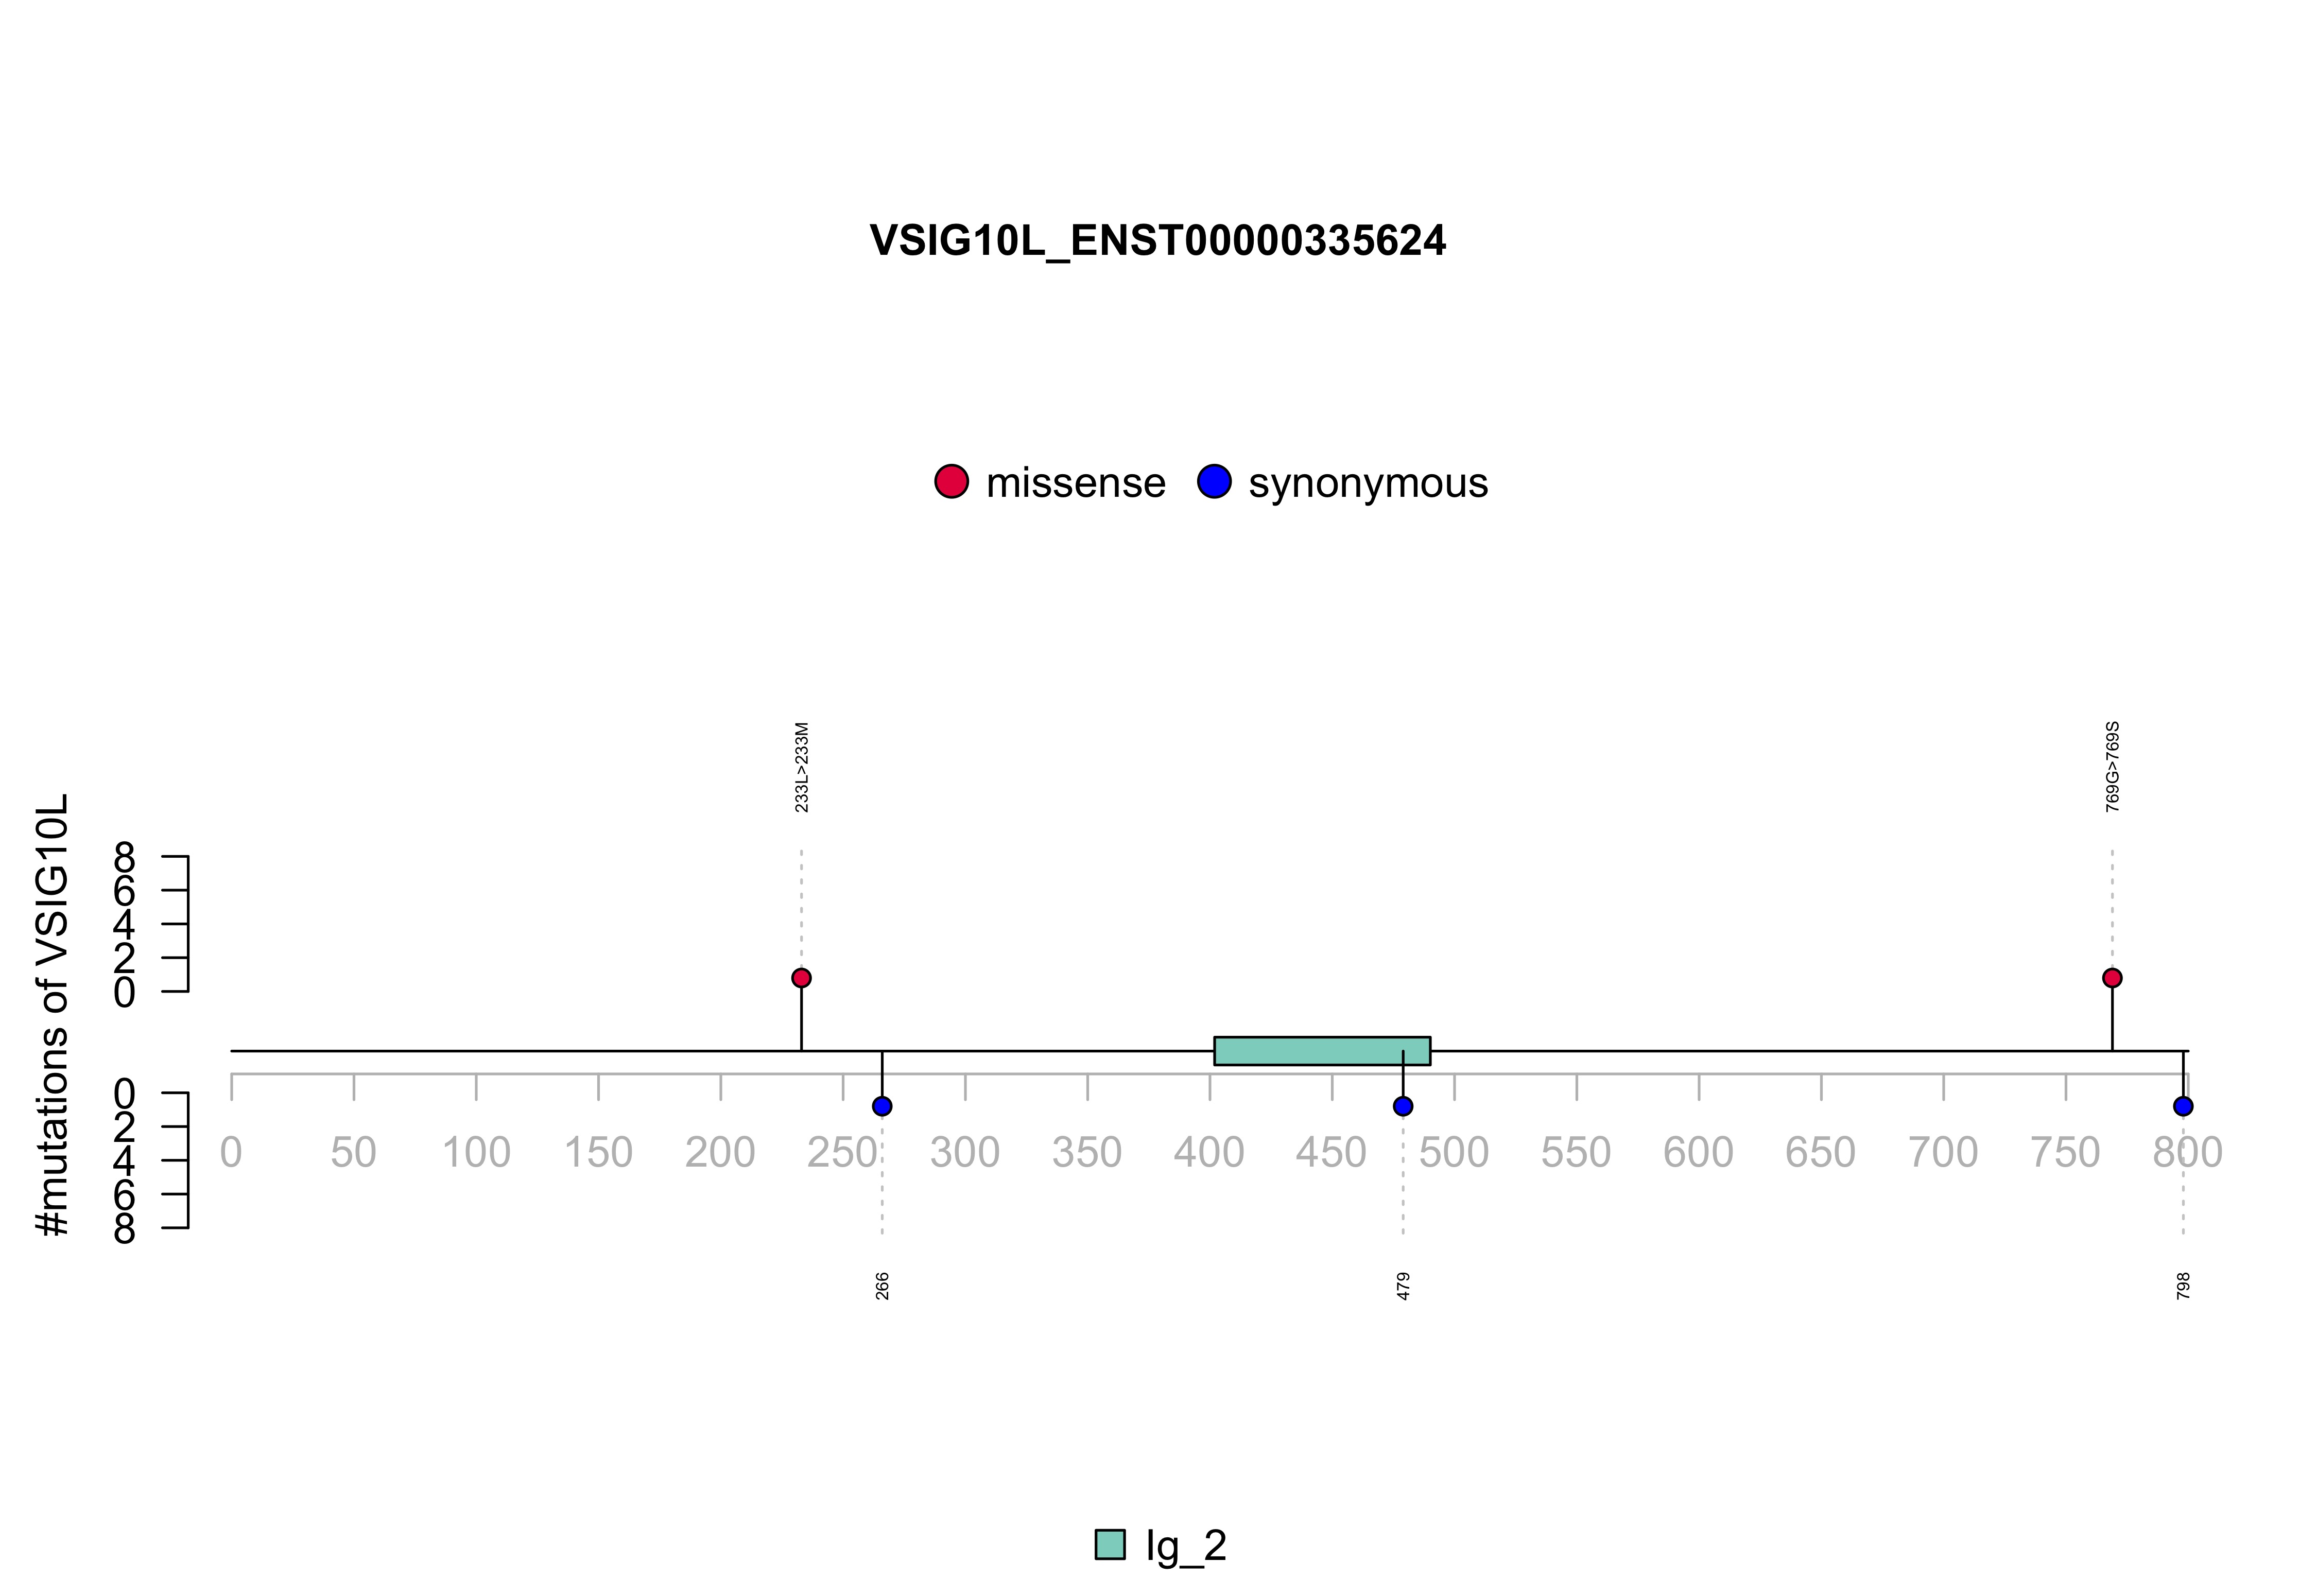 VSIG10L_ENST00000335624
missense synonymous
233L>233M
769G>769S
#mutations of VSIG10L
8
6
4
2
0
0
2
4
6
8
0 50 100 150 200 250 300 350 400 450 500 550 600 650 700 750 800
266
479
798
Ig_2